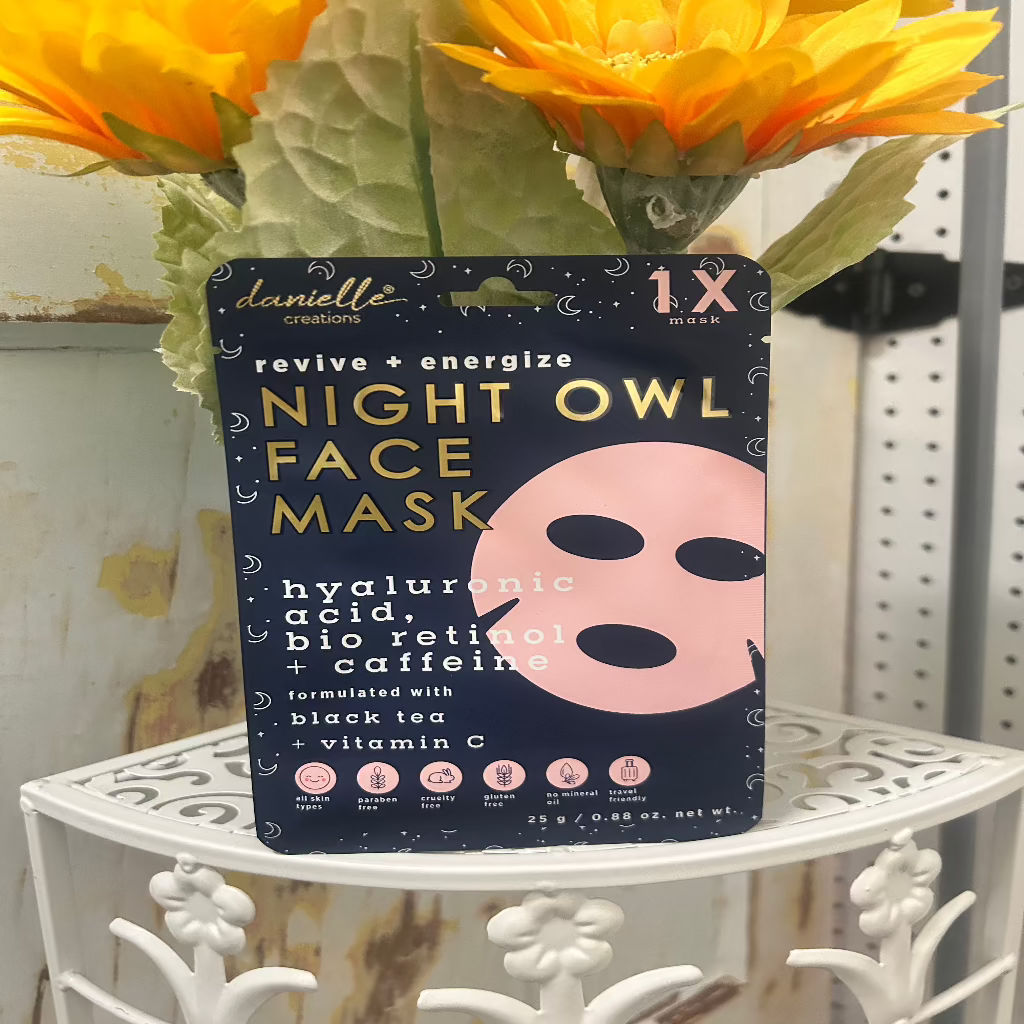 danielle®
creations
1X
mask
revive + energize
NIGHT OWL
FACE
MASK
hyaluronic
acid,
bio retinol
+ caffeine
formulated with
black tea
+ vitamin C
all skin
types
paraben
free
cruelty
free
gluten
free
no mineral
oil
travel
friendly
25 g / 0.88 oz. net wt.